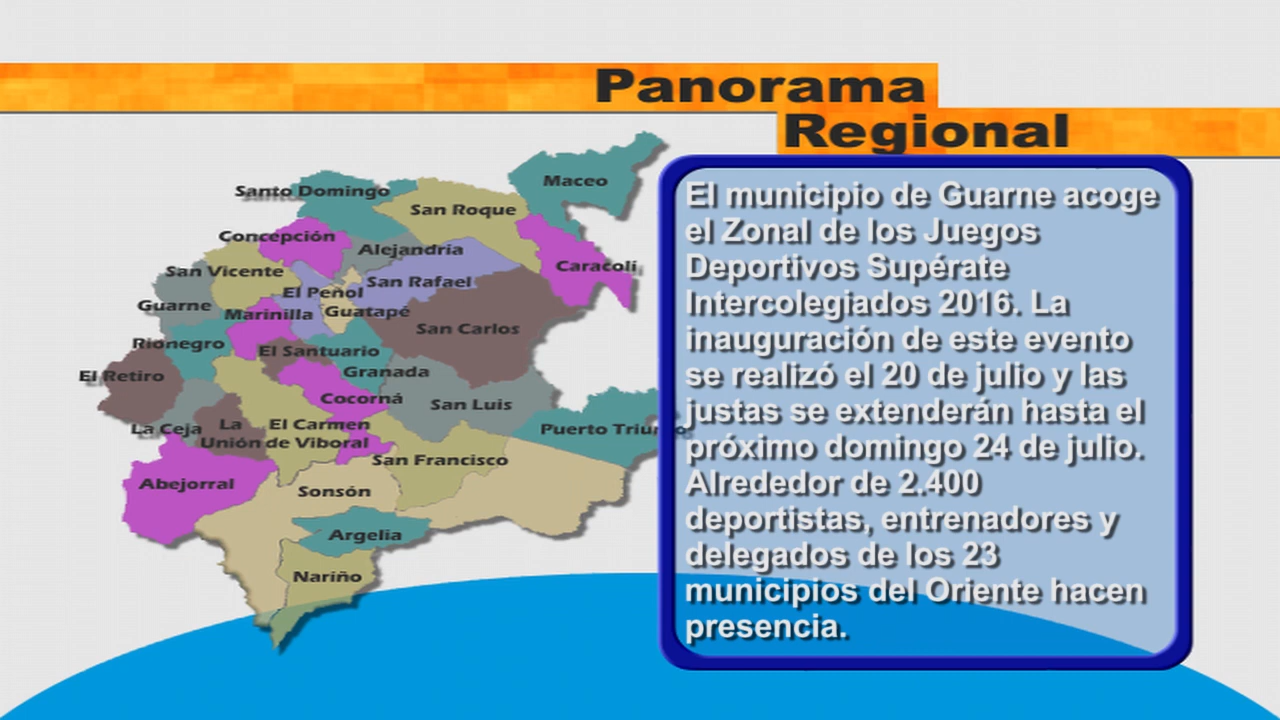 Panorama
Regional
Maceo
Santo Domingo
San Roque
Concepción
Alejandría
Caracolí
San Vicente
San Rafael
El Peñol
Guarne
Guatapé
Marinilla
San Carlos
Rionegro
El Santuario
Granada
El Retiro
Cocorná
San Luis
La Ceja
La
Unión
El Carmen
de Viboral
Puerto
San Francisco
Abejorral
Sonsón
Argelia
Nariño
El municipio de Guarne acoge
el Zonal de los Juegos
Deportivos Supérate
Intercolegiados 2016. La
inauguración de este evento
se realizó el 20 de julio y las
justas se extenderán hasta el
próximo domingo 24 de julio.
Alrededor de 2.400
deportistas, entrenadores y
delegados de los 23
municipios del Oriente hacen
presencia.